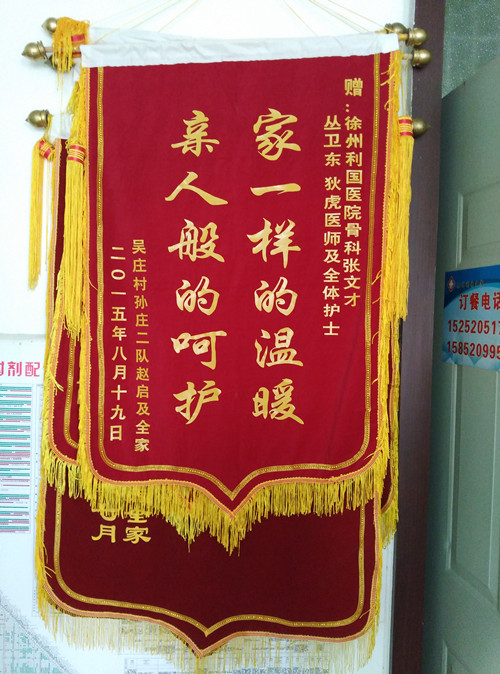 赠：徐州利国医院骨科张文才
丛卫东 狄虎医师及全体护士
家一样的温暖
亲人般的呵护
吴庄村孙庄二队赵启及全家
二〇一五年八月十九日
全家
月
订餐电话
15252051
158520995
剂配